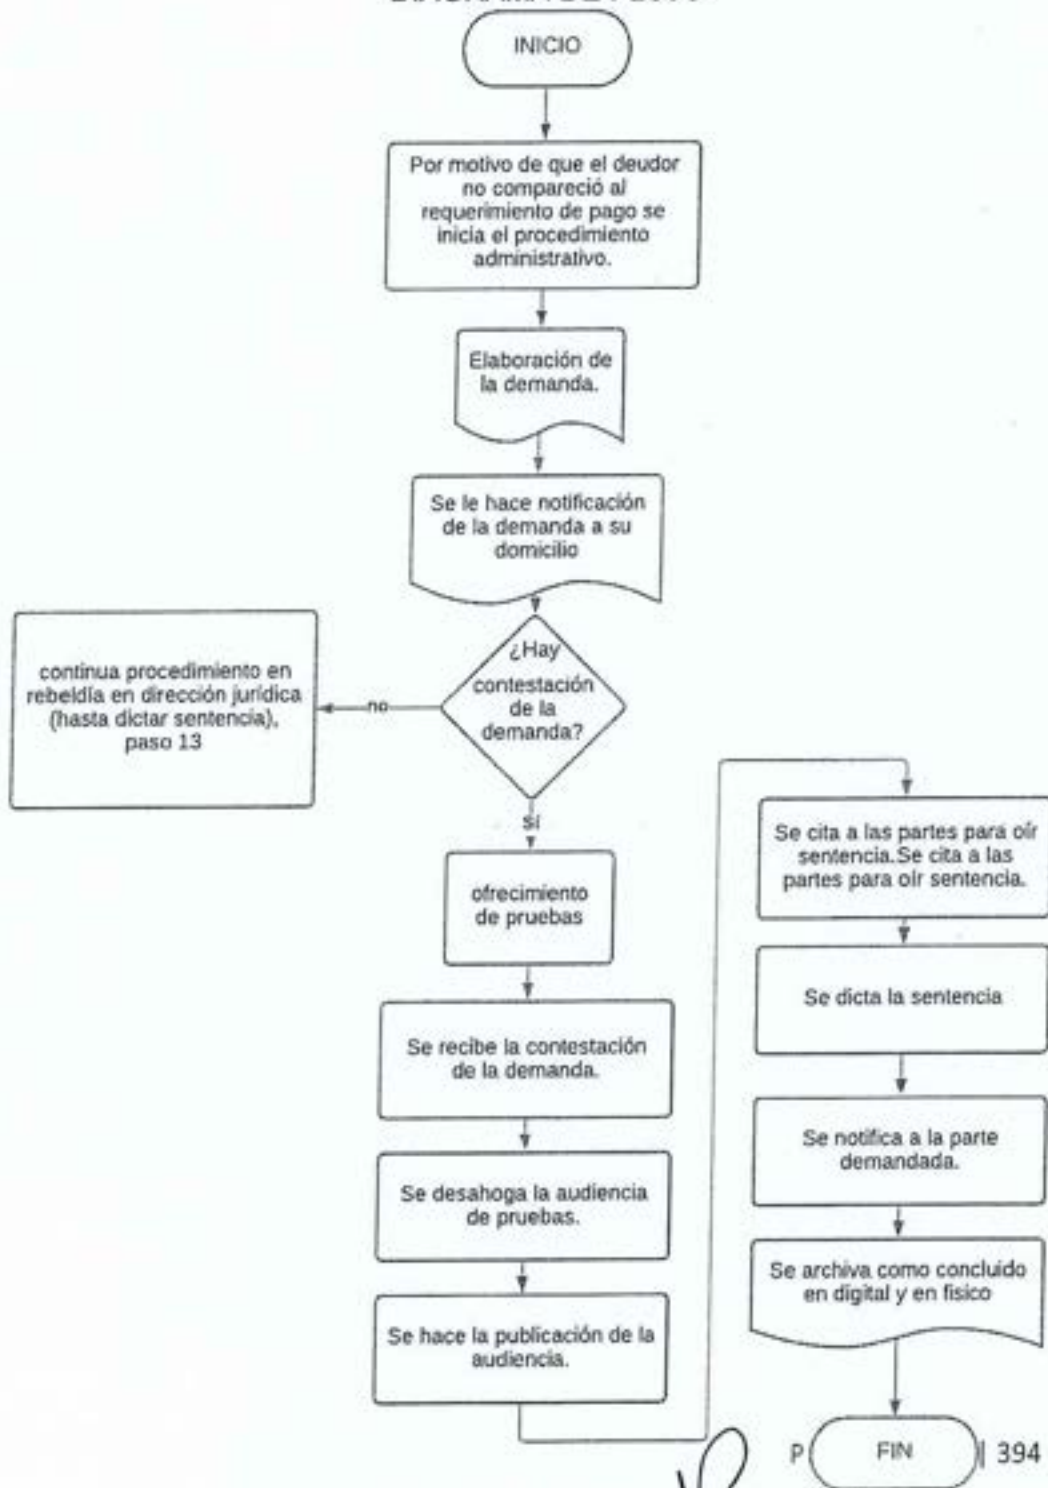 INICIO
Por motivo de que el deudor
no compareció al
requerimiento de pago se
inicia el procedimiento
administrativo.
Elaboración de
la demanda.
Se le hace notificación
de la demanda a su
domicilio
¿Hay
contestación
de la
demanda?
no
continua procedimiento en
rebeldía en dirección jurídica
(hasta dictar sentencia),
paso 13
Sí
ofrecimiento
de pruebas
Se recibe la contestación
de la demanda.
Se desahoga la audiencia
de pruebas.
Se hace la publicación de la
audiencia.
Se cita a las partes para oír
sentencia.Se cita a las
partes para oír sentencia.
Se dicta la sentencia
Se notifica a la parte
demandada.
Se archiva como concluido
en digital y en físico
FIN
P
394